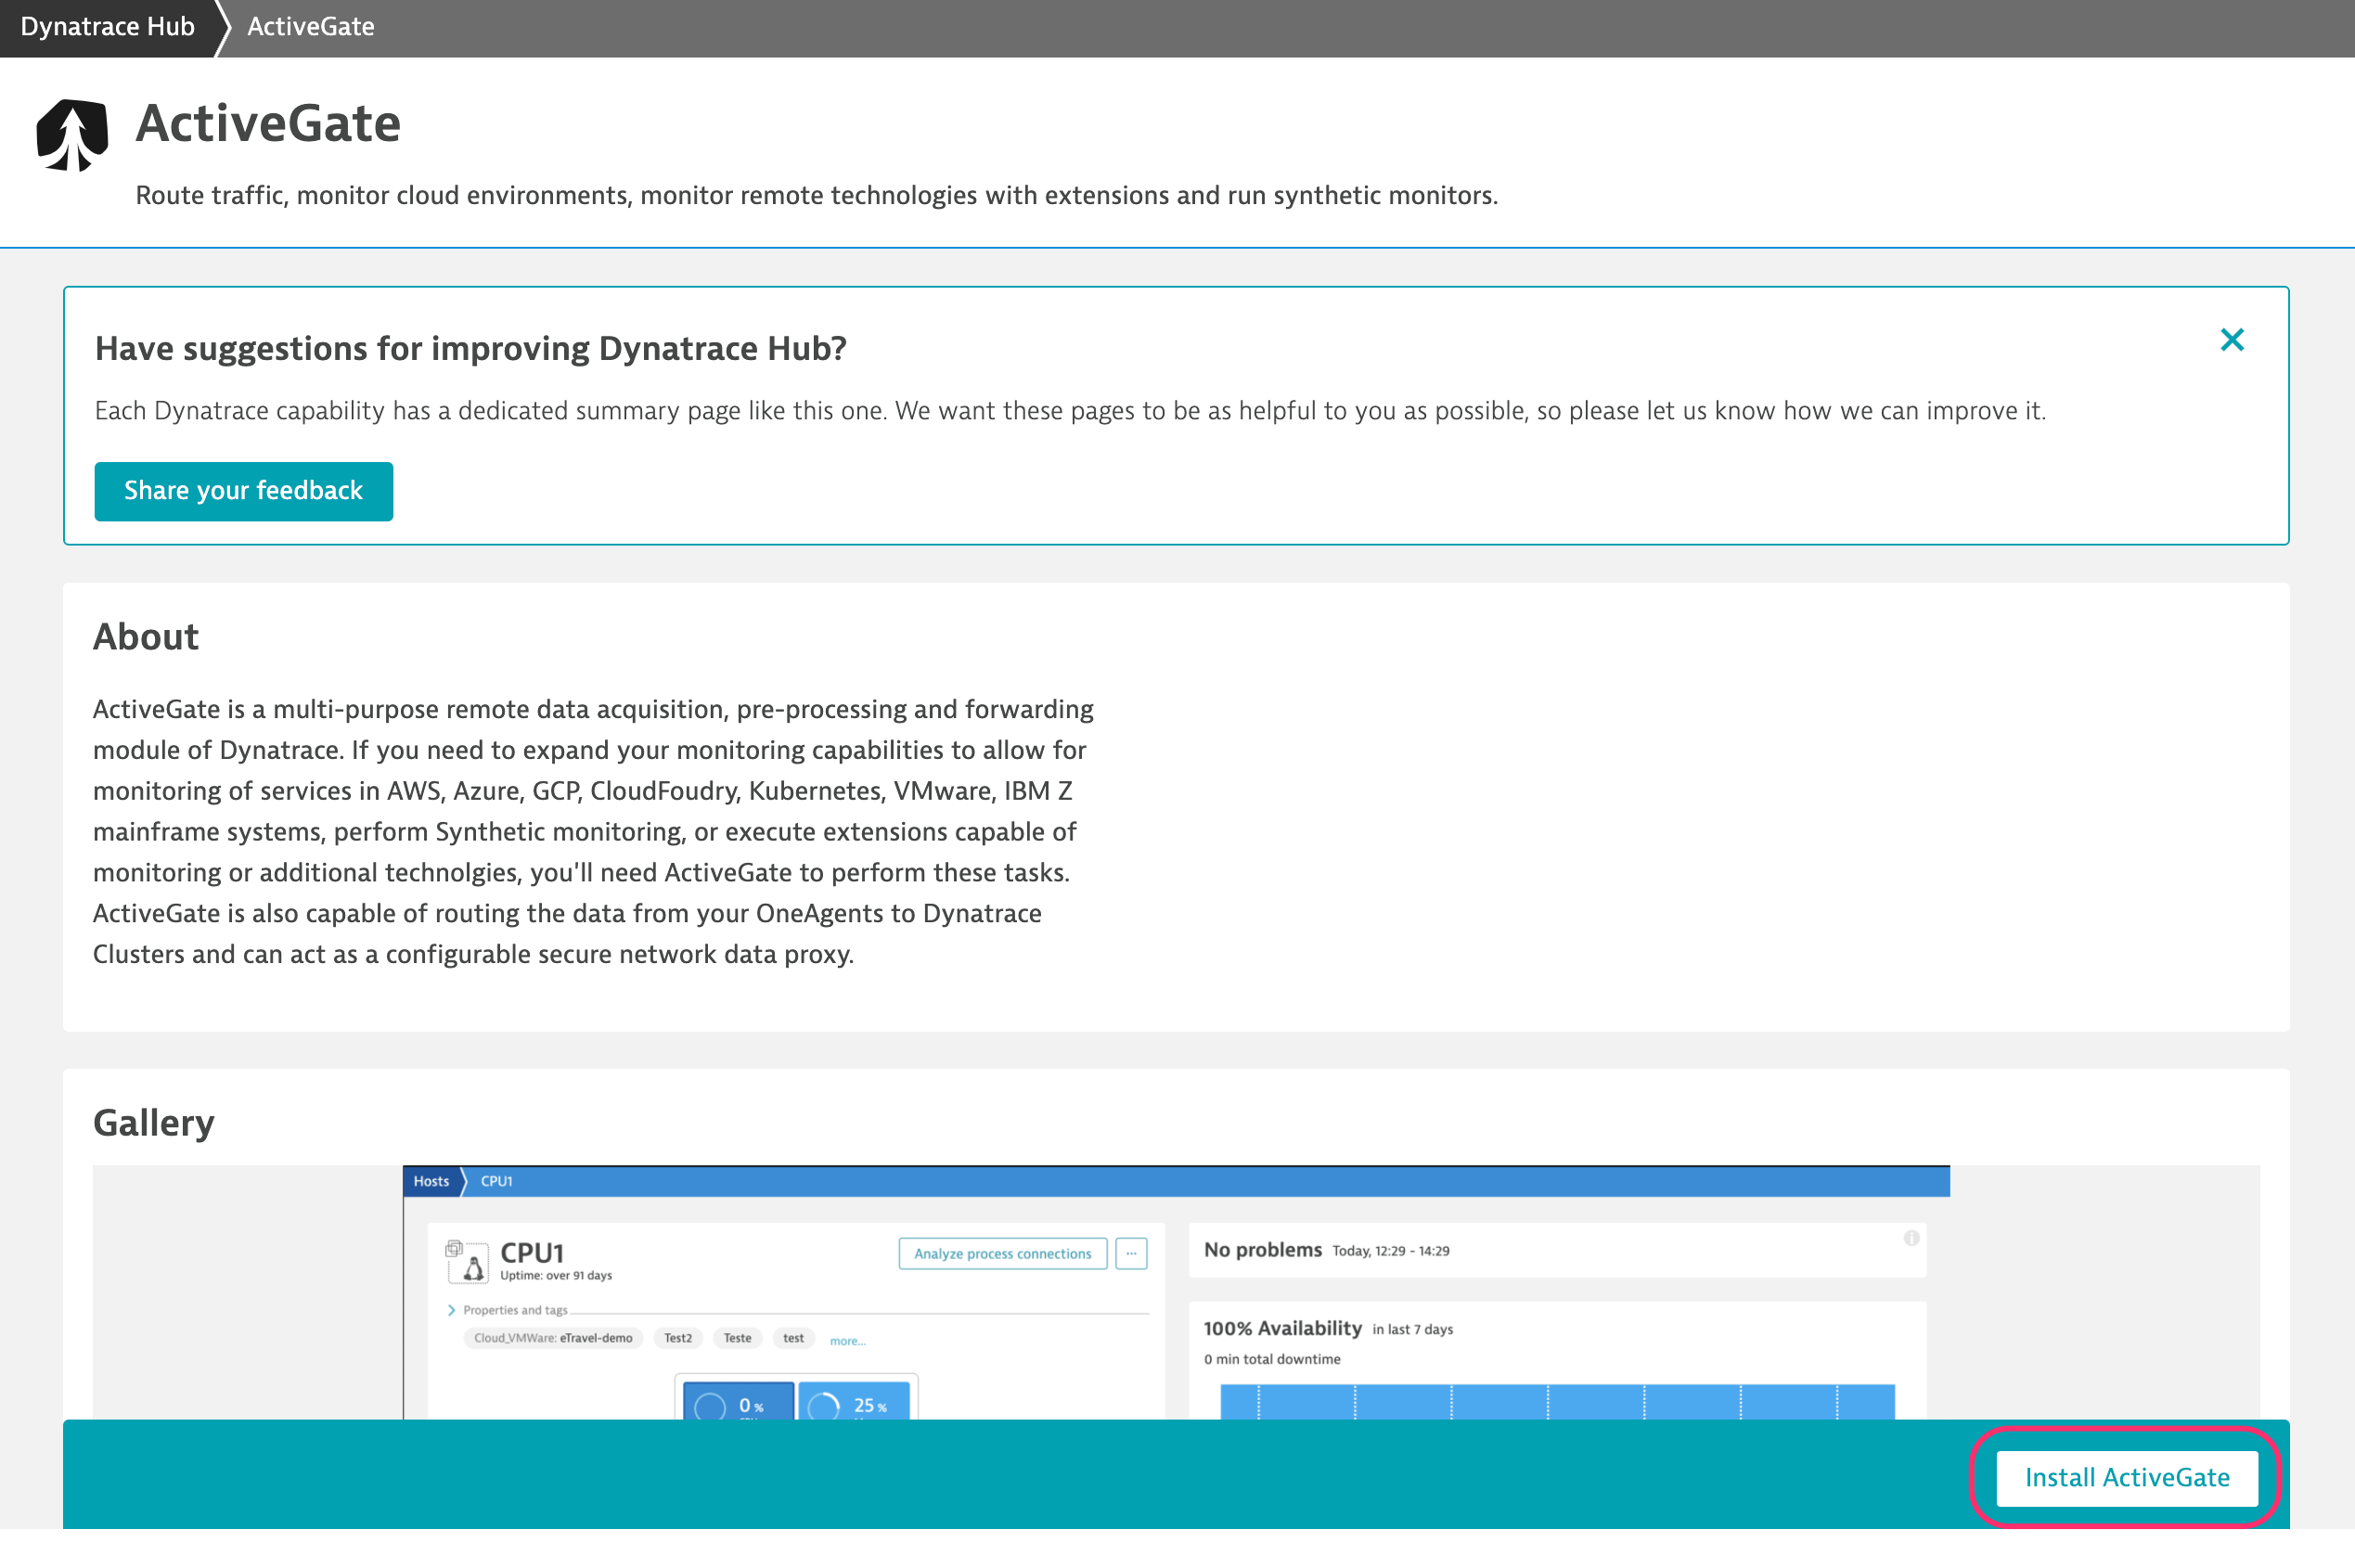 Dynatrace Hub
ActiveGate
ActiveGate
Route traffic, monitor cloud environments, monitor remote technologies with extensions and run synthetic monitors.
Have suggestions for improving Dynatrace Hub?
Each Dynatrace capability has a dedicated summary page like this one. We want these pages to be as helpful to you as possible, so please let us know how we can improve it.
Share your feedback
About
ActiveGate is a multi-purpose remote data acquisition, pre-processing and forwarding
module of Dynatrace. If you need to expand your monitoring capabilities to allow for
monitoring of services in AWS, Azure, GCP, CloudFoudry, Kubernetes, VMware, IBM Z
mainframe systems, perform Synthetic monitoring, or execute extensions capable of
monitoring or additional technolgies, you'll need ActiveGate to perform these tasks.
ActiveGate is also capable of routing the data from your OneAgents to Dynatrace
Clusters and can act as a configurable secure network data proxy.
Gallery
Hosts
CPU1
CPU1
Uptime: over 91 days
Analyze process connections
...
Properties and tags
Cloud_VMWare: eTravel-demo
Test2
Teste
test
more...
0 %
25 %
No problems Today, 12:29 - 14:29
100% Availability in last 7 days
0 min total downtime
Install ActiveGate